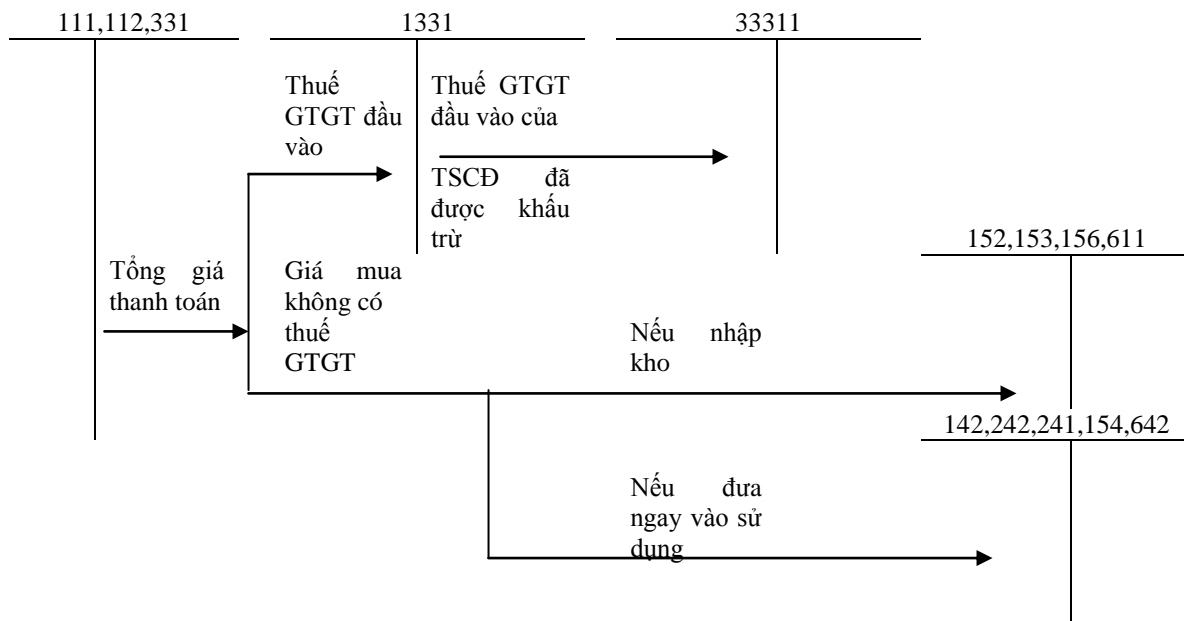 111,112,331
1331
33311
Thuế
GTGT đầu
vào
Thuế GTGT
đầu vào của
TSCĐ đã
được khấu
trừ
152,153,156,611
Tổng giá
thanh toán
Giá mua
không có
thuế
GTGT
Nếu nhập
kho
142,242,241,154,642
Nếu đưa
ngay vào sử
dụng